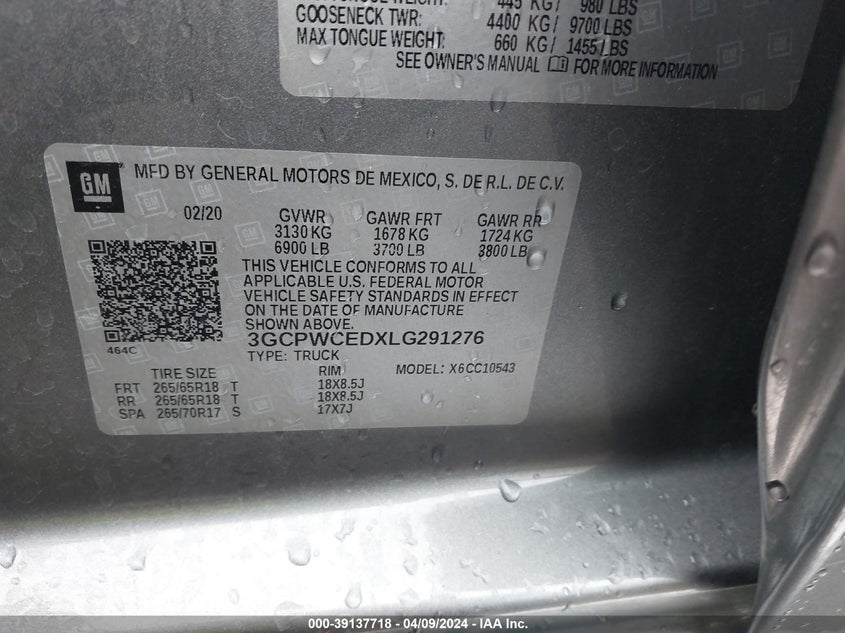 445 KG/ 980 LBS
GOOSENECK TWR: 4400 KG/ 9700 LBS
MAX TONGUE WEIGHT: 660 KG/ 1455 LBS
SEE OWNER'S MANUAL FOR MORE INFORMATION
GM MFD BY GENERAL MOTORS DE MEXICO, S. DE R.L. DE C.V.
02/20 GVWR GAWR FRT GAWR RR
3130 KG 1678 KG 1724 KG
6900 LB 3700 LB 3800 LB
THIS VEHICLE CONFORMS TO ALL
APPLICABLE U.S. FEDERAL MOTOR
VEHICLE SAFETY STANDARDS IN EFFECT
ON THE DATE OF MANUFACTURE
SHOWN ABOVE.
464C 3GCPWCEDXLG291276
TYPE: TRUCK
TIRE SIZE RIM MODEL: X6CC10543
FRT 265/65R18 T 18X8.5J
RR 265/65R18 T 18X8.5J
SPA 265/70R17 S 17X7J
000-39137718 / 04/09/2024 - IAA Inc.